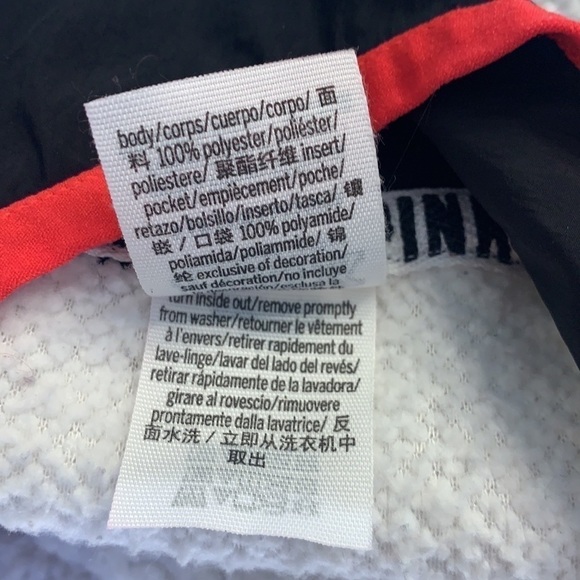 body/corps/cuerpo/corpo/ 面
料 100% polyester/poliéster/
poliestere/ 聚酯纤维 insert/
pocket/empiècement/poche/
retazo/bolsillo/inserto/tasca/ 镶
嵌 / 口袋 100% polyamide/
poliamida/poliammide/ 锦
纶 exclusive of decoration/
sauf décoration/no incluye
turn inside out/remove promptly
from washer/retourner le vêtement
à l'envers/retirer rapidement du
lave-linge/lavar del lado del revés/
retirar rápidamente de la lavadora/
girare al rovescio/rimuovere
prontamente dalla lavatrice/ 反
面水洗 / 立即从洗衣机中
取出
PINK